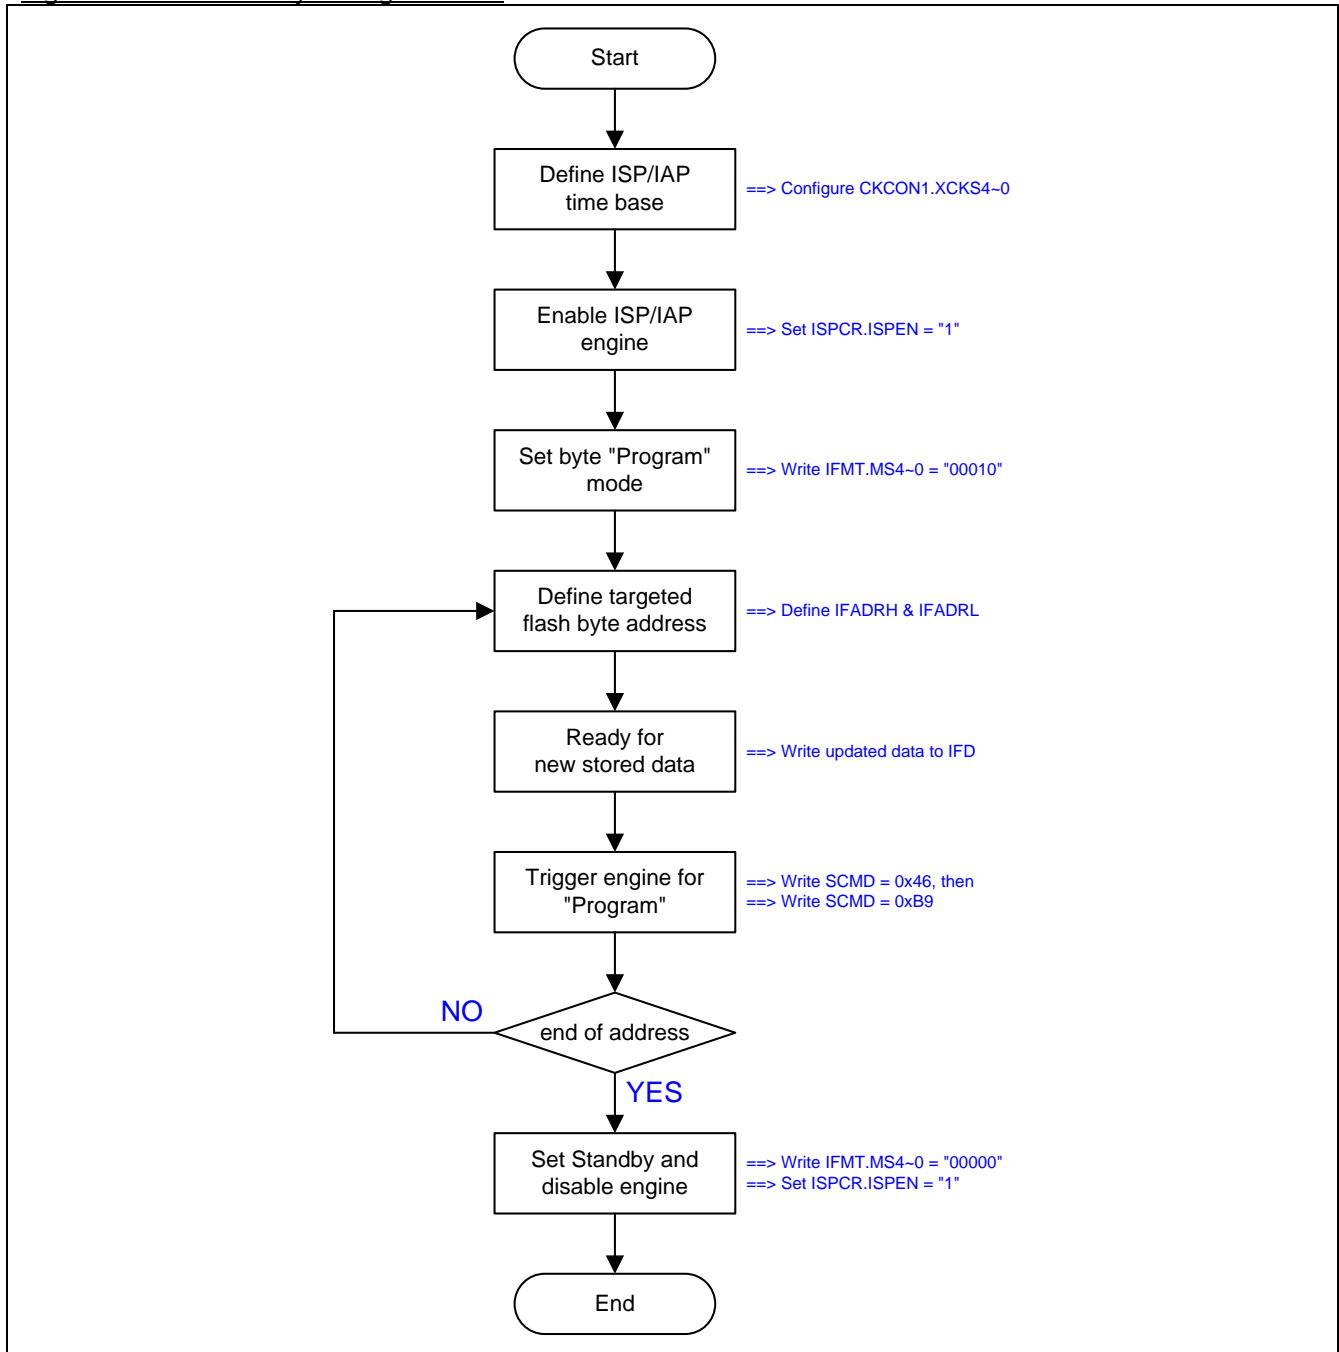 Start
Define ISP/IAP
time base
==> Configure CKCON1.XCKS4~0
Enable ISP/IAP
engine
==> Set ISPCR.ISPEN = "1"
Set byte "Program"
mode
==> Write IFMT.MS4~0 = "00010"
Define targeted
flash byte address
==> Define IFADRH & IFADRL
Ready for
new stored data
==> Write updated data to IFD
Trigger engine for
"Program"
==> Write SCMD = 0x46, then
==> Write SCMD = 0xB9
NO
end of address
YES
Set Standby and
disable engine
==> Write IFMT.MS4~0 = "00000"
==> Set ISPCR.ISPEN = "1"
End